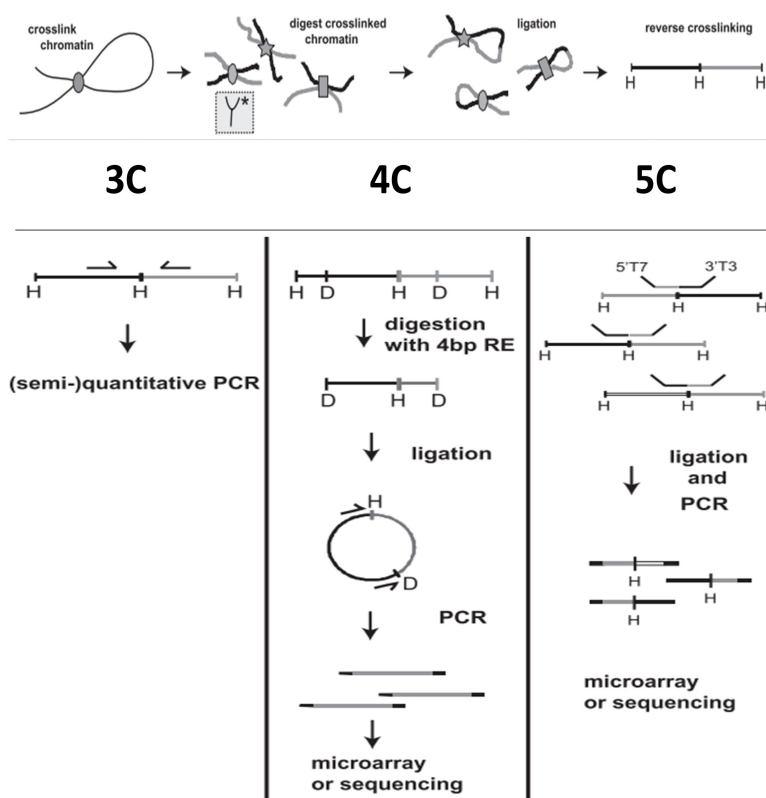 crosslink
chromatin
digest crosslinked
chromatin
ligation
reverse crosslinking
*
H H H
3C 4C 5C
H H H
(semi-)quantitative PCR
H D H D H
digestion
with 4bp RE
D H D
ligation
H
D
PCR
microarray
or sequencing
5'T7 3'T3
H H H
H H H
H H H
ligation
and
PCR
H
H
H
microarray
or sequencing